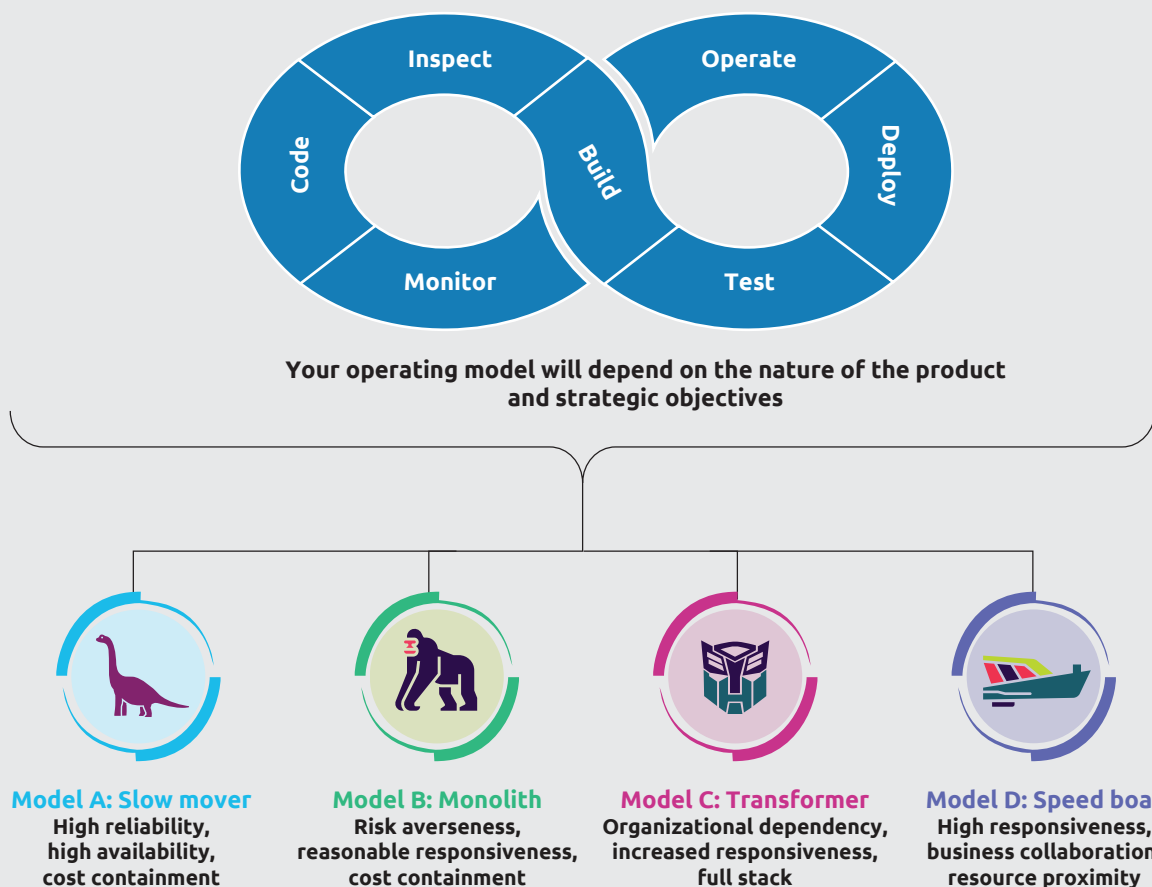 Inspect
Operate
Code
Build
Deploy
Monitor
Test
Your operating model will depend on the nature of the product
and strategic objectives
Model A: Slow mover
High reliability,
high availability,
cost containment
Model B: Monolith
Risk averseness,
reasonable responsiveness,
cost containment
Model C: Transformer
Organizational dependency,
increased responsiveness,
full stack
Model D: Speed boa
High responsiveness,
business collaboration
resource proximity